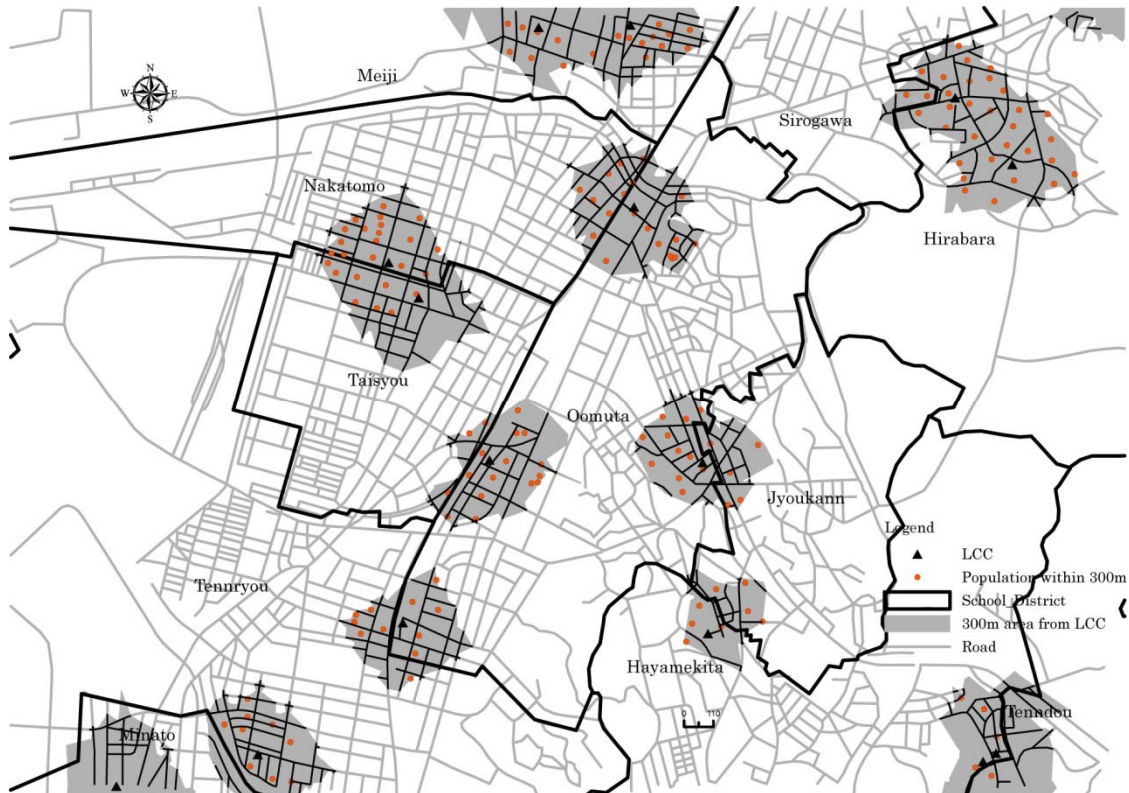 Meiji
N
W E
S
Sirogawa
Nakatomo
Hirabara
Taisyou
Oomuta
Jyoukann
Legend
LCC
Population within 300m
School District
300m area from LCC
Road
Tennryou
Hayamekita
Tenndou
0 110
Minato